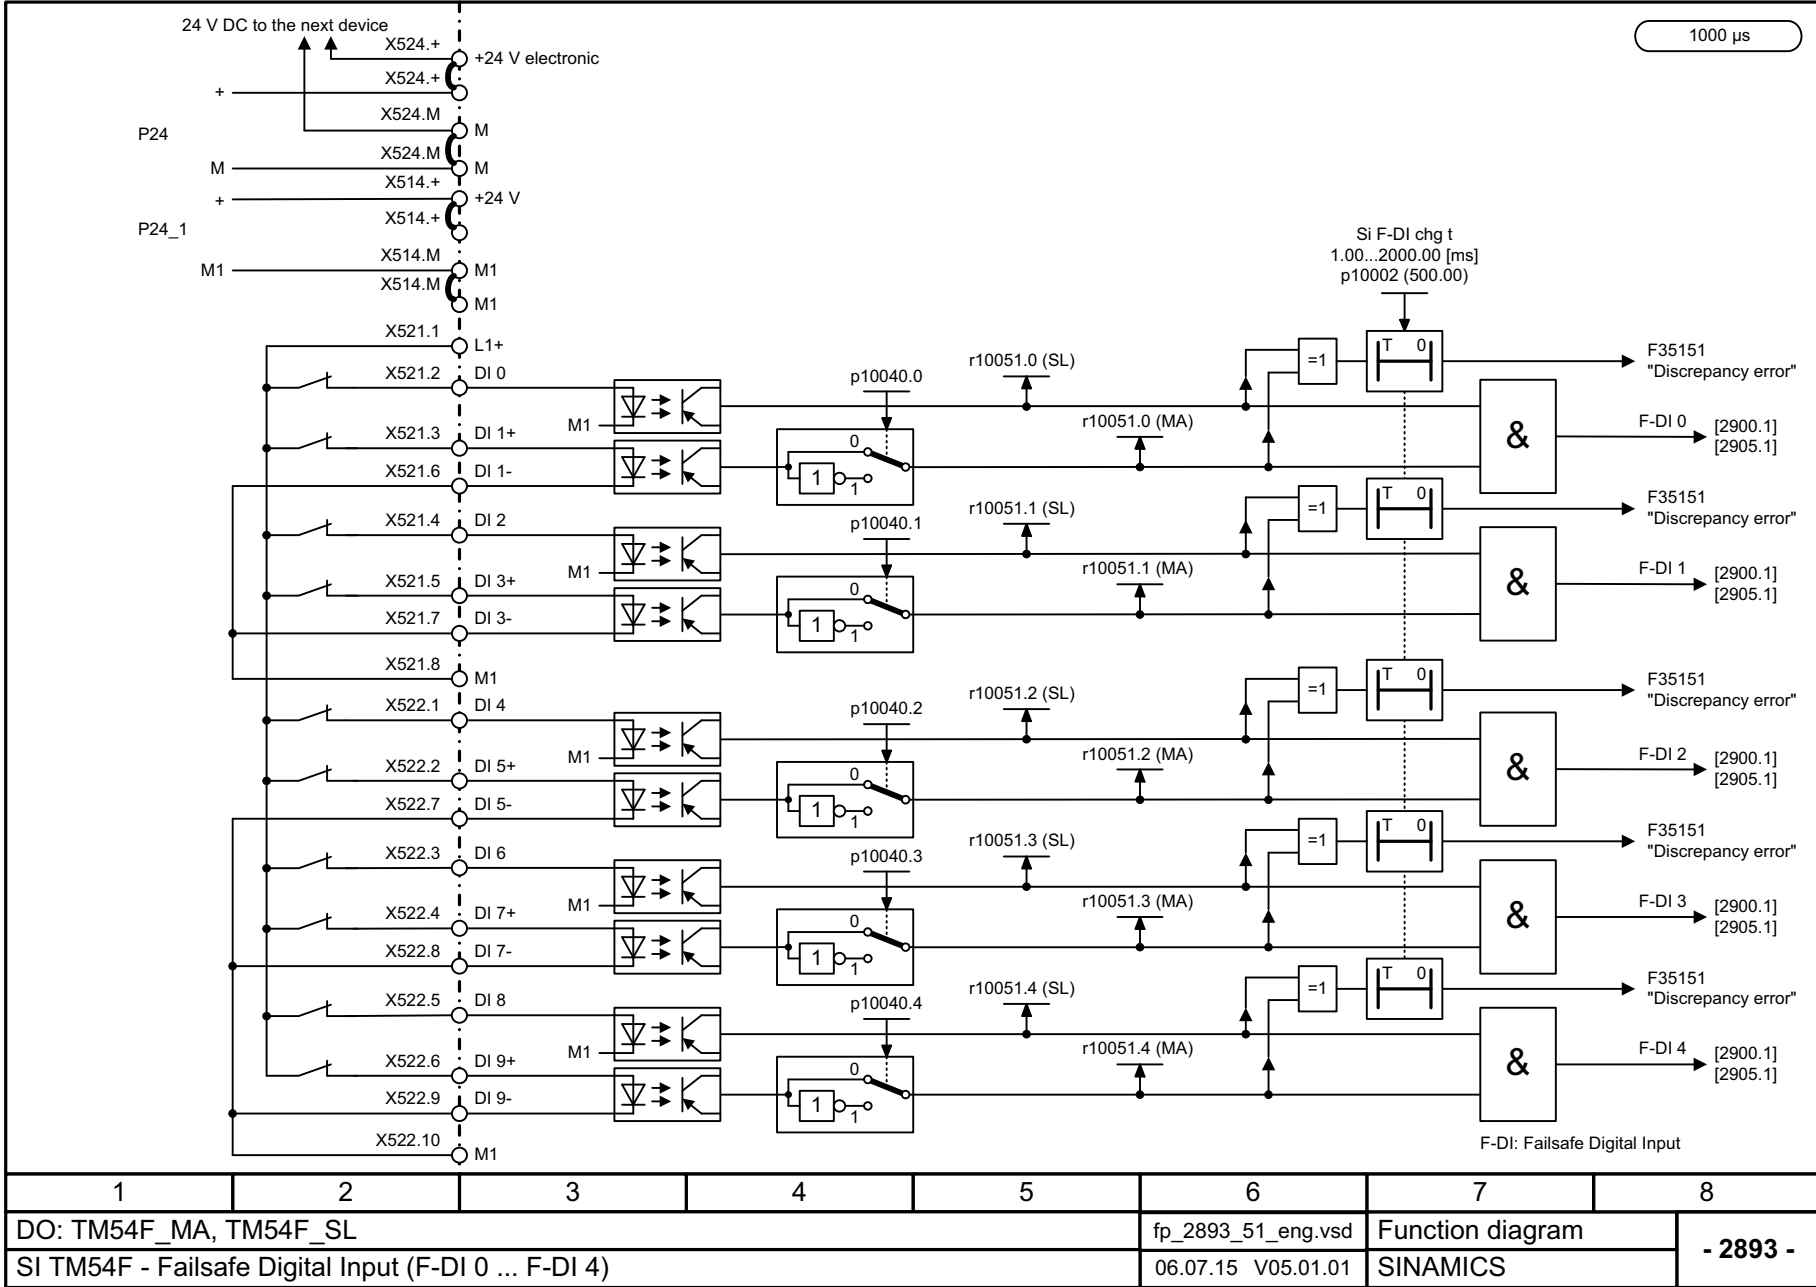 24 V DC to the next device
1000 µs
X524.+
+24 V electronic
X524.+
+
X524.M
M
P24
X524.M
M
M
X514.+
+
+24 V
X514.+
P24_1
X514.M
M1
M1
X514.M
M1
Si F-DI chg t
1.00...2000.00 [ms]
p10002 (500.00)
X521.1
L1+
X521.2
DI 0
M1
p10040.0
r10051.0 (SL)
=1
T 0
F35151
"Discrepancy error"
X521.3
DI 1+
0
1
1
r10051.0 (MA)
&
F-DI 0
[2900.1]
[2905.1]
X521.6
DI 1-
X521.4
DI 2
M1
p10040.1
r10051.1 (SL)
=1
T 0
F35151
"Discrepancy error"
X521.5
DI 3+
0
1
1
r10051.1 (MA)
&
F-DI 1
[2900.1]
[2905.1]
X521.7
DI 3-
X521.8
M1
X522.1
DI 4
M1
p10040.2
r10051.2 (SL)
=1
T 0
F35151
"Discrepancy error"
X522.2
DI 5+
0
1
1
r10051.2 (MA)
&
F-DI 2
[2900.1]
[2905.1]
X522.7
DI 5-
X522.3
DI 6
M1
p10040.3
r10051.3 (SL)
=1
T 0
F35151
"Discrepancy error"
X522.4
DI 7+
0
1
1
r10051.3 (MA)
&
F-DI 3
[2900.1]
[2905.1]
X522.8
DI 7-
X522.5
DI 8
M1
p10040.4
r10051.4 (SL)
=1
T 0
F35151
"Discrepancy error"
X522.6
DI 9+
0
1
1
r10051.4 (MA)
&
F-DI 4
[2900.1]
[2905.1]
X522.9
DI 9-
X522.10
M1
F-DI: Failsafe Digital Input
1 2 3 4 5 6 7 8
DO: TM54F_MA, TM54F_SL
fp_2893_51_eng.vsd
Function diagram
- 2893 -
SI TM54F - Failsafe Digital Input (F-DI 0 ... F-DI 4)
06.07.15 V05.01.01
SINAMICS